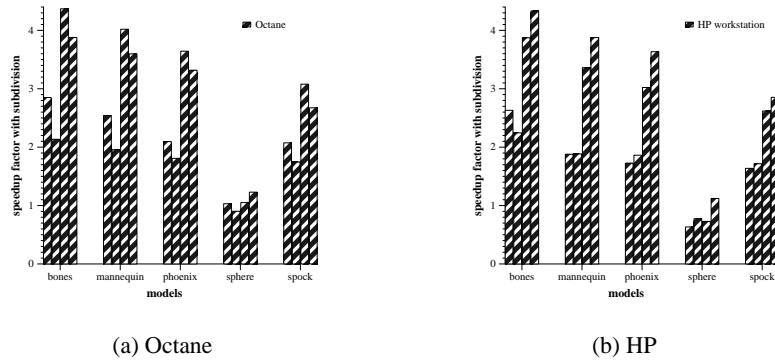 4
3
2
1
0
speedup factor with subdivision
Octane
bones mannequin phoenix sphere spock
models
(a) Octane
4
3
2
1
0
speedup factor with subdivision
HP workstation
bones mannequin phoenix sphere spock
models
(b) HP